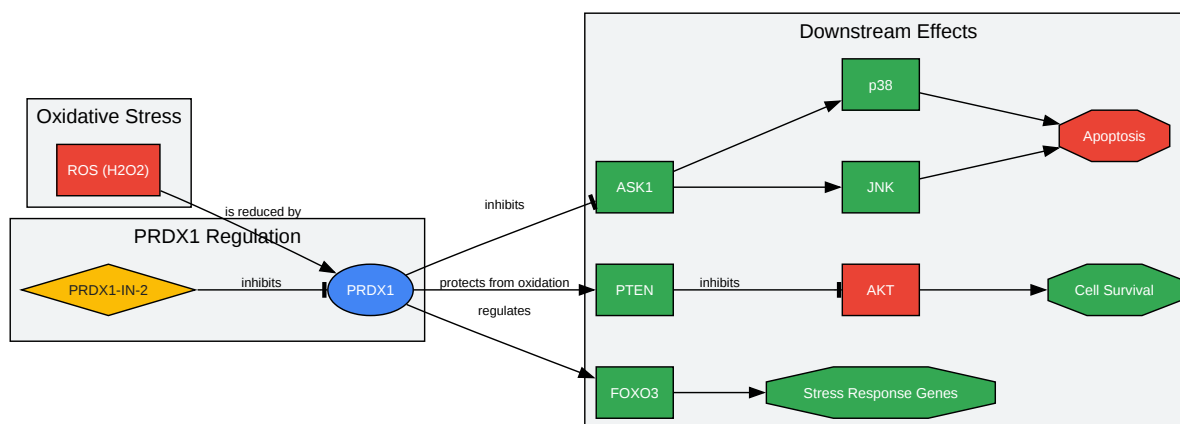 Downstream Effects
p38
Oxidative Stress
Apoptosis
ROS (H2O2)
ASK1
JNK
inhibits
is reduced by
PRDX1 Regulation
PRDX1-IN-2
inhibits
PRDX1
protects from oxidation
PTEN
inhibits
AKT
Cell Survival
regulates
FOXO3
Stress Response Genes